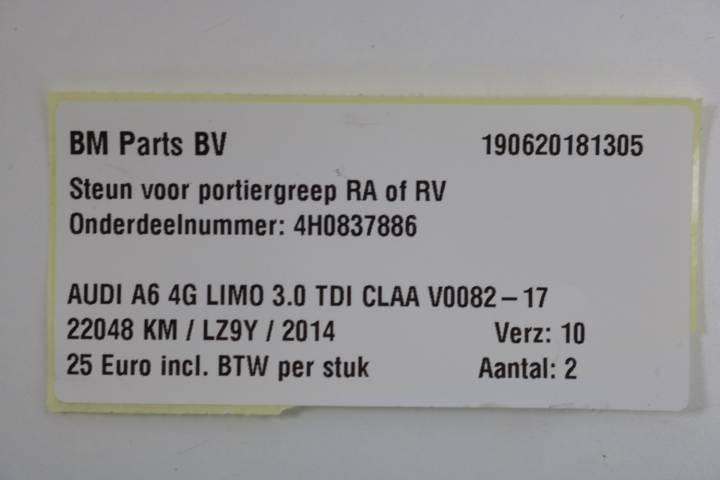 BM Parts BV 190620181305
Steun voor portiergreep RA of RV
Onderdeelnummer: 4H0837886
AUDI A6 4G LIMO 3.0 TDI CLAA V0082-17
22048 KM / LZ9Y / 2014 Verz: 10
25 Euro incl. BTW per stuk Aantal: 2